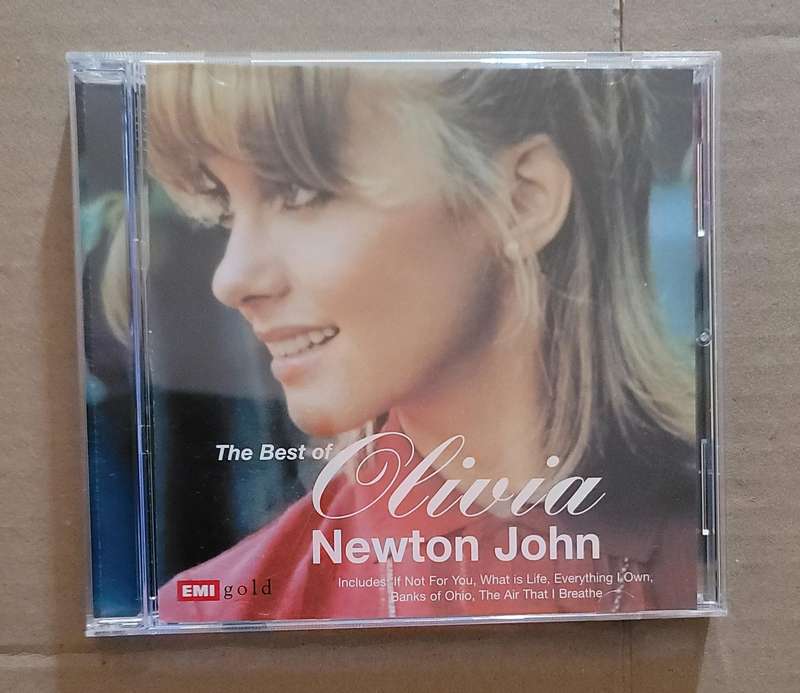 The Best of
Olivia
Newton John
Includes: If Not For You, What is Life, Everything I Own,
Banks of Ohio, The Air That I Breathe
EMI gold